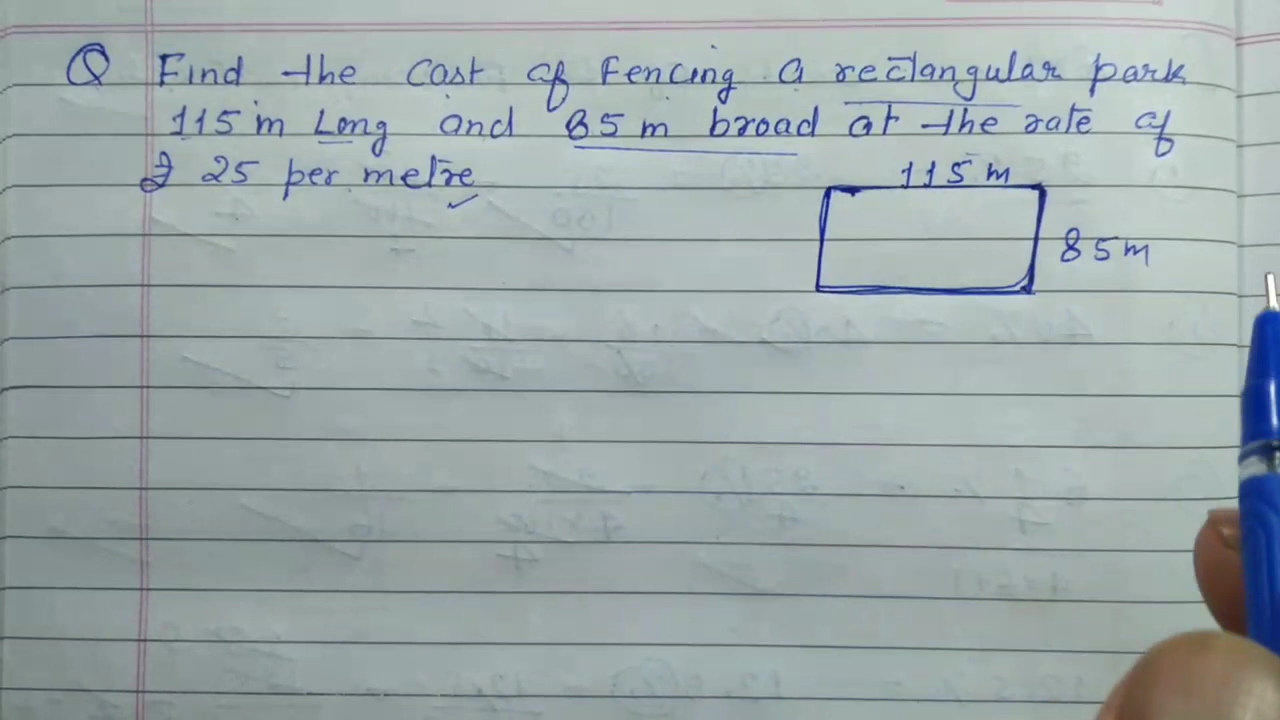 Q Find the cost of Fencing a rectangular park
115 m Long and 85 m broad at the rate of
₹ 25 per metre
115 m
85 m